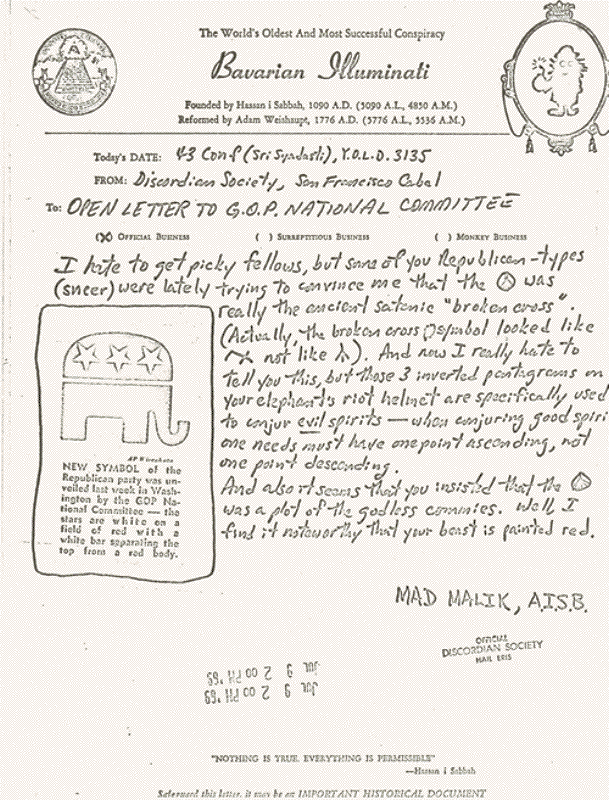 The World's Oldest And Most Successful Conspiracy
Bavarian Illuminati
Founded by Hassan i Sabbah, 1090 A.D. (5090 A.L., 4850 A.M.)
Reformed by Adam Weishaupt, 1776 A.D. (5776 A.L., 5536 A.M.)
Today's DATE: 43 Conf (Sri Syadasti), Y.O.L.D. 3135
FROM: Discordian Society, San Francisco Cabal
To: OPEN LETTER TO G.O.P. NATIONAL COMMITTEE
(X) OFFICIAL BUSINESS ( ) SURREPTITIOUS BUSINESS ( ) MONKEY BUSINESS
I hate to get picky fellows, but some of you Republican-types
(sneer) were lately trying to convince me that the was
really the ancient satanic "broken cross".
(Actually, the broken cross symbol looked like
not like ). And now I really hate to
tell you this, but those 3 inverted pentagrams on
your elephant's riot helmet are specifically used
to conjur evil spirits — when conjuring good spiri
one needs must have one point ascending, not
one point descending.
And also it seems that you insisted that the
was a plot of the godless commies. Well, I
find it noteworthy that your beast is painted red.
AP Wirephoto
NEW SYMBOL of the
Republican party was un-
veiled last week in Wash-
ington by the GOP Na-
tional Committee — the
stars are white on a
field of red with a
white bar separating the
top from a red body.
MAD MALIK, A.I.S.B.
OFFICIAL
DISCORDIAN SOCIETY
HAIL ERIS
JUL 9 2 00 PM '69
JUL 9 2 00 PM '69
"NOTHING IS TRUE. EVERYTHING IS PERMISSIBLE"
—Hassan i Sabbah
Safeguard this letter, it may be an IMPORTANT HISTORICAL DOCUMENT